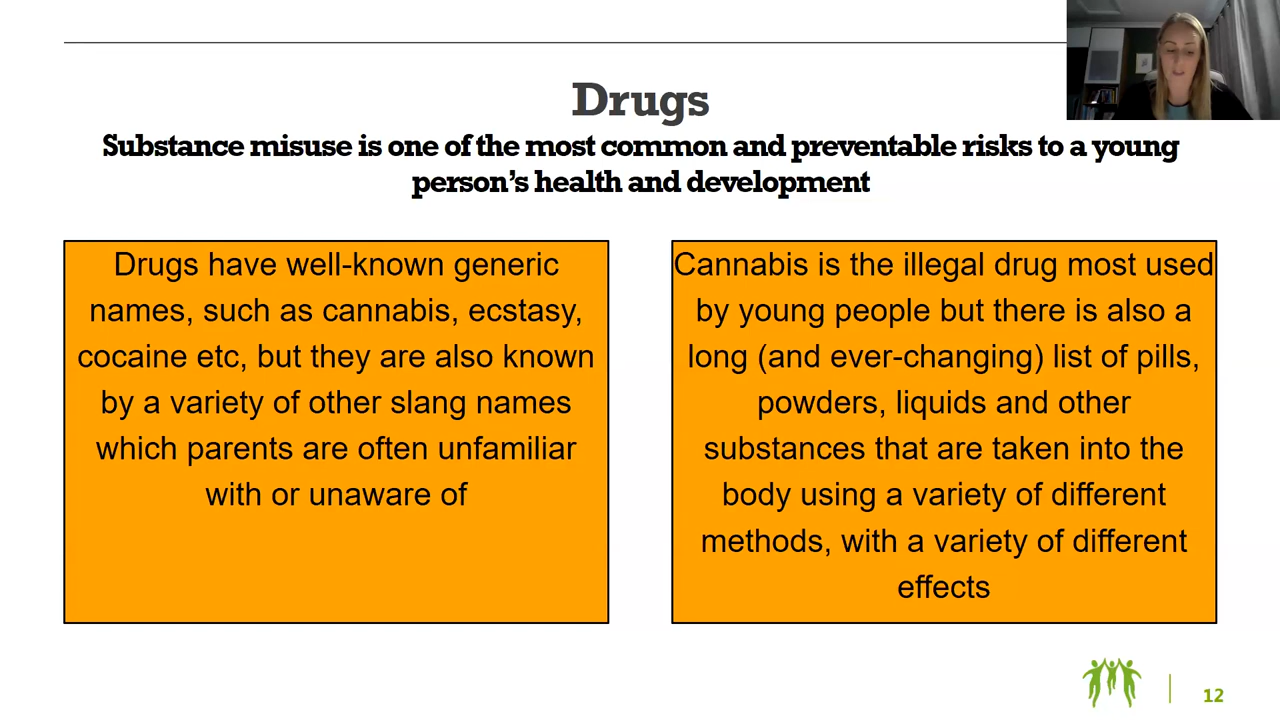 Drugs
Substance misuse is one of the most common and preventable risks to a young
person's health and development
Drugs have well-known generic
names, such as cannabis, ecstasy,
cocaine etc, but they are also known
by a variety of other slang names
which parents are often unfamiliar
with or unaware of
Cannabis is the illegal drug most used
by young people but there is also a
long (and ever-changing) list of pills,
powders, liquids and other
substances that are taken into the
body using a variety of different
methods, with a variety of different
effects
12